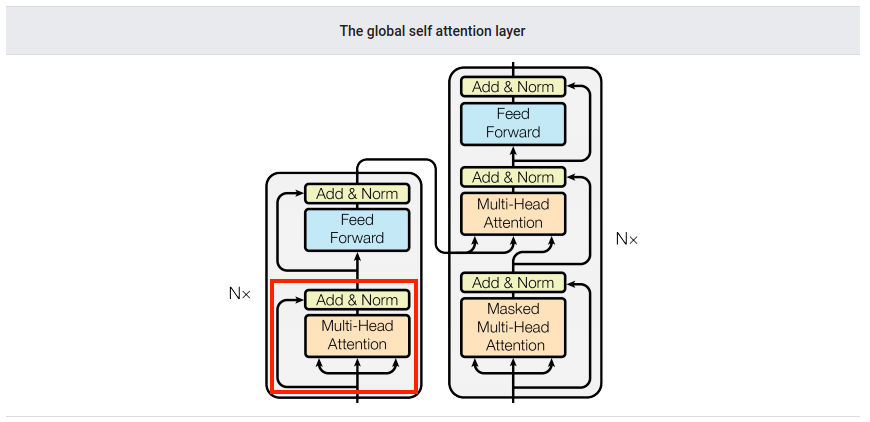 The global self attention layer
Add & Norm
Feed
Forward
Add & Norm
Multi-Head
Attention
Nx
Add & Norm
Masked
Multi-Head
Attention
Add & Norm
Feed
Forward
Nx
Add & Norm
Multi-Head
Attention